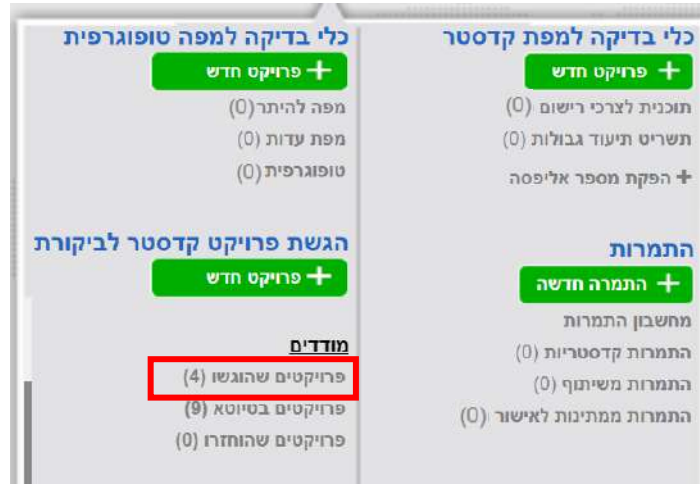 כלי בדיקה למפת קדסטר
+ פרויקט חדש
תוכנית לצרכי רישום (0)
תשריט תיעוד גבולות (0)
+ הפקת מספר אליפסה
התמרות
+ התמרה חדשה
מחשבון התמרות
התמרות קדסטריות (0)
התמרות משיתוף (0)
התמרות ממתינות לאישור (0)
כלי בדיקה למפה טופוגרפית
+ פרויקט חדש
מפה להיתר (0)
מפת עדות (0)
טופוגרפית (0)
הגשת פרויקט קדסטר לביקורת
+ פרויקט חדש
מודדים
פרויקטים שהוגשו (4)
פרויקטים בטיוטא (9)
פרויקטים שהוחזרו (0)